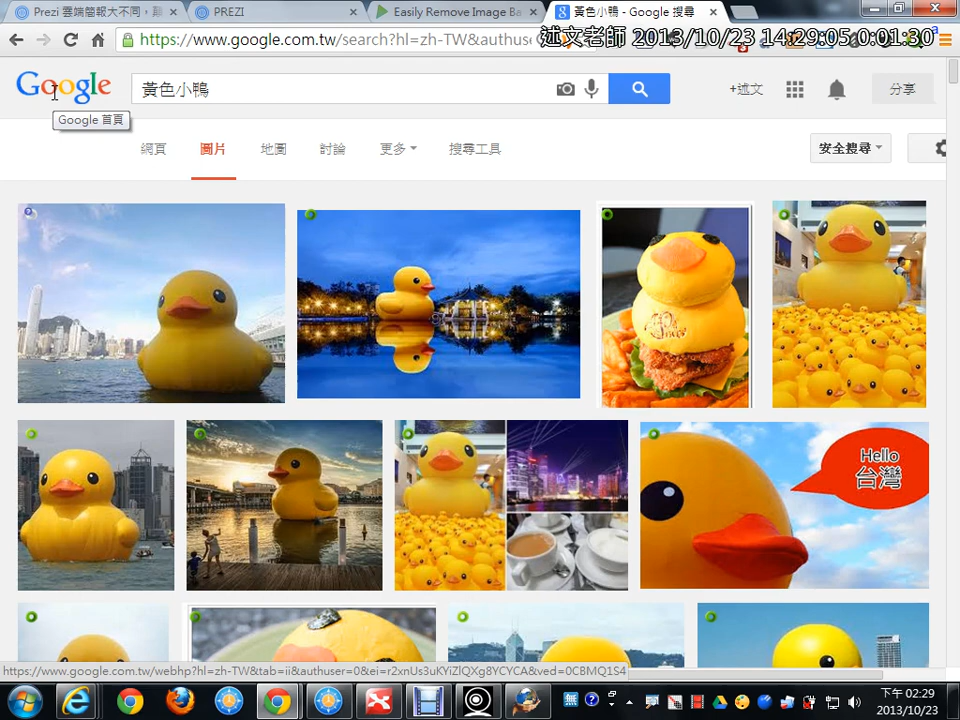 Prezi 雲端簡報大不同，顛
PREZI
Easily Remove Image Ba
黃色小鴨 - Google 搜尋
https://www.google.com.tw/search?hl=zh-TW&authus
述文老師 2013/10/23 14:29:05 0:01:30
Google
黃色小鴨
+述文
分享
Google 首頁
網頁
圖片
地圖
討論
更多
搜尋工具
安全搜尋
Hello
台灣
https://www.google.com.tw/webhp?hl=zh-TW&tab=ii&authuser=0&ei=r2xnUs3uKYiZlQXg8YCYCA&ved=0CBMQ1S4
下午 02:29
2013/10/23